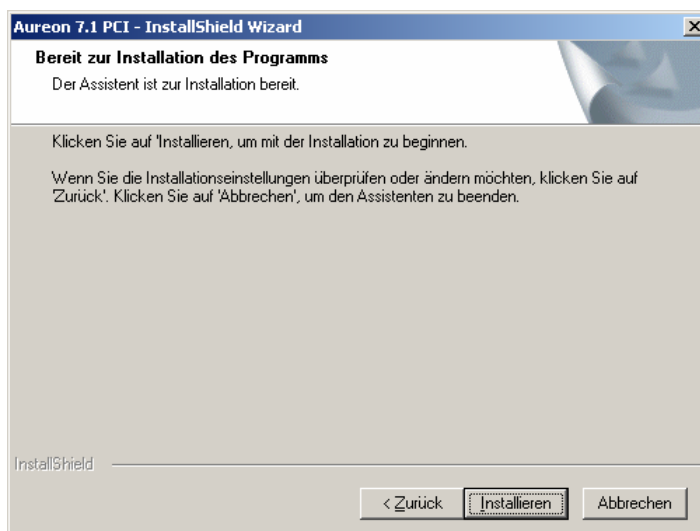 Aureon 7.1 PCI - InstallShield Wizard
Bereit zur Installation des Programms
Der Assistent ist zur Installation bereit.
Klicken Sie auf 'Installieren, um mit der Installation zu beginnen.
Wenn Sie die Installationseinstellungen überprüfen oder ändern möchten, klicken Sie auf
'Zurück'. Klicken Sie auf 'Abbrechen', um den Assistenten zu beenden.
InstallShield
< Zurück Installieren Abbrechen